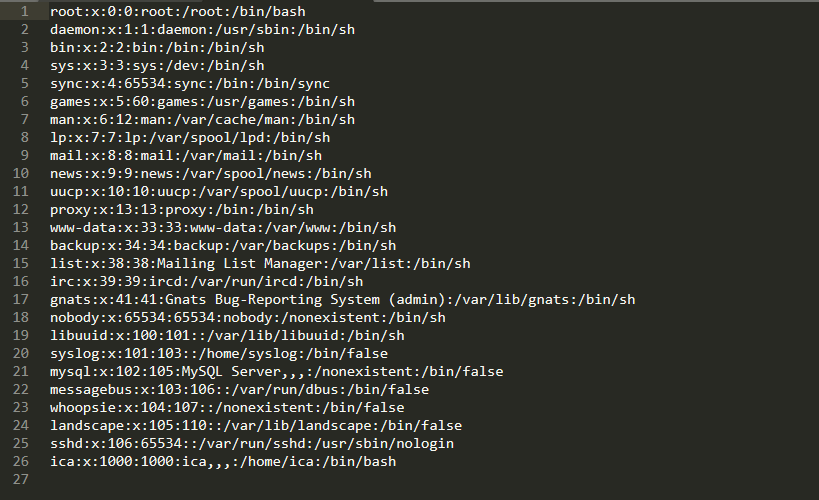 1 root:x:0:0:root:/root:/bin/bash
2 daemon:x:1:1:daemon:/usr/sbin:/bin/sh
3 bin:x:2:2:bin:/bin:/bin/sh
4 sys:x:3:3:sys:/dev:/bin/sh
5 sync:x:4:65534:sync:/bin:/bin/sync
6 games:x:5:60:games:/usr/games:/bin/sh
7 man:x:6:12:man:/var/cache/man:/bin/sh
8 lp:x:7:7:lp:/var/spool/lpd:/bin/sh
9 mail:x:8:8:mail:/var/mail:/bin/sh
10 news:x:9:9:news:/var/spool/news:/bin/sh
11 uucp:x:10:10:uucp:/var/spool/uucp:/bin/sh
12 proxy:x:13:13:proxy:/bin:/bin/sh
13 www-data:x:33:33:www-data:/var/www:/bin/sh
14 backup:x:34:34:backup:/var/backups:/bin/sh
15 list:x:38:38:Mailing List Manager:/var/list:/bin/sh
16 irc:x:39:39:ircd:/var/run/ircd:/bin/sh
17 gnats:x:41:41:Gnats Bug-Reporting System (admin):/var/lib/gnats:/bin/sh
18 nobody:x:65534:65534:nobody:/nonexistent:/bin/sh
19 libuuid:x:100:101::/var/lib/libuuid:/bin/sh
20 syslog:x:101:103::/home/syslog:/bin/false
21 mysql:x:102:105:MySQL Server,,,:/nonexistent:/bin/false
22 messagebus:x:103:106::/var/run/dbus:/bin/false
23 whoopsie:x:104:107::/nonexistent:/bin/false
24 landscape:x:105:110::/var/lib/landscape:/bin/false
25 sshd:x:106:65534::/var/run/sshd:/usr/sbin/nologin
26 ica:x:1000:1000:ica,,,:/home/ica:/bin/bash
27